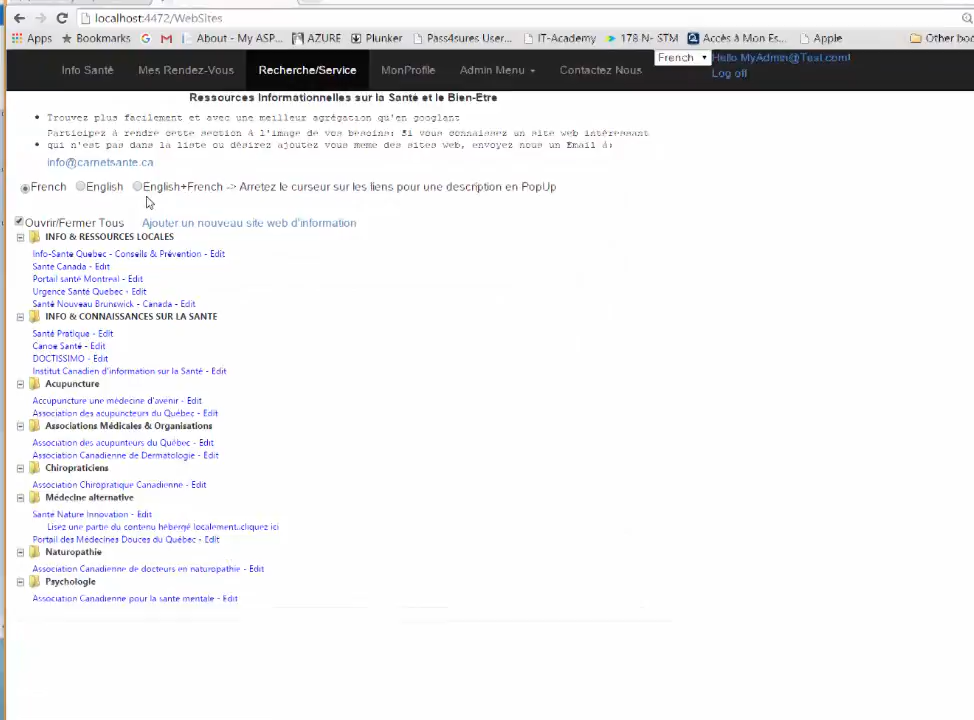 localhost:4472/WebSites
Apps Bookmarks About - My ASP... AZURE Plunker Pass4sures User... IT-Academy 178 N- STM Accès à Mon Es... Apple Other boo
Info Santé Mes Rendez-Vous Recherche/Service MonProfile Admin Menu Contactez Nous French Hello MyAdmin@Test.com!
Log off
Ressources Informationnelles sur la Santé et le Bien-Etre
Trouvez plus facilement et avec une meilleur agrégation qu'en googlant
Participez à rendre cette section à l'image de vos besoins: Si vous connaissez un site web intéressant
qui n'est pas dans la liste ou désirez ajoutez vous meme des sites web, envoyez nous un Email à:
info@carnetsante.ca
French English English+French -> Arretez le curseur sur les liens pour une description en PopUp
Ouvrir/Fermer Tous Ajouter un nouveau site web d'information
INFO & RESSOURCES LOCALES
Info-Sante Quebec - Conseils & Prévention - Edit
Sante Canada - Edit
Portail santé Montreal - Edit
Urgence Santé Quebec - Edit
Santé Nouveau Brunswick - Canada - Edit
INFO & CONNAISSANCES SUR LA SANTE
Santé Pratique - Edit
Canoe Santé - Edit
DOCTISSIMO - Edit
Institut Canadien d'information sur la Santé - Edit
Acupuncture
Accupuncture une médecine d'avenir - Edit
Association des acupuncteurs du Québec - Edit
Associations Médicales & Organisations
Association des acupunteurs du Québec - Edit
Association Canadienne de Dermatologie - Edit
Chiropraticiens
Association Chiropratique Canadienne - Edit
Médecine alternative
Santé Nature Innovation - Edit
Lisez une partie du contenu hébergé localement..cliquez ici
Portail des Médecines Douces du Québec - Edit
Naturopathie
Association Canadienne de docteurs en naturopathie - Edit
Psychologie
Association Canadienne pour la sante mentale - Edit